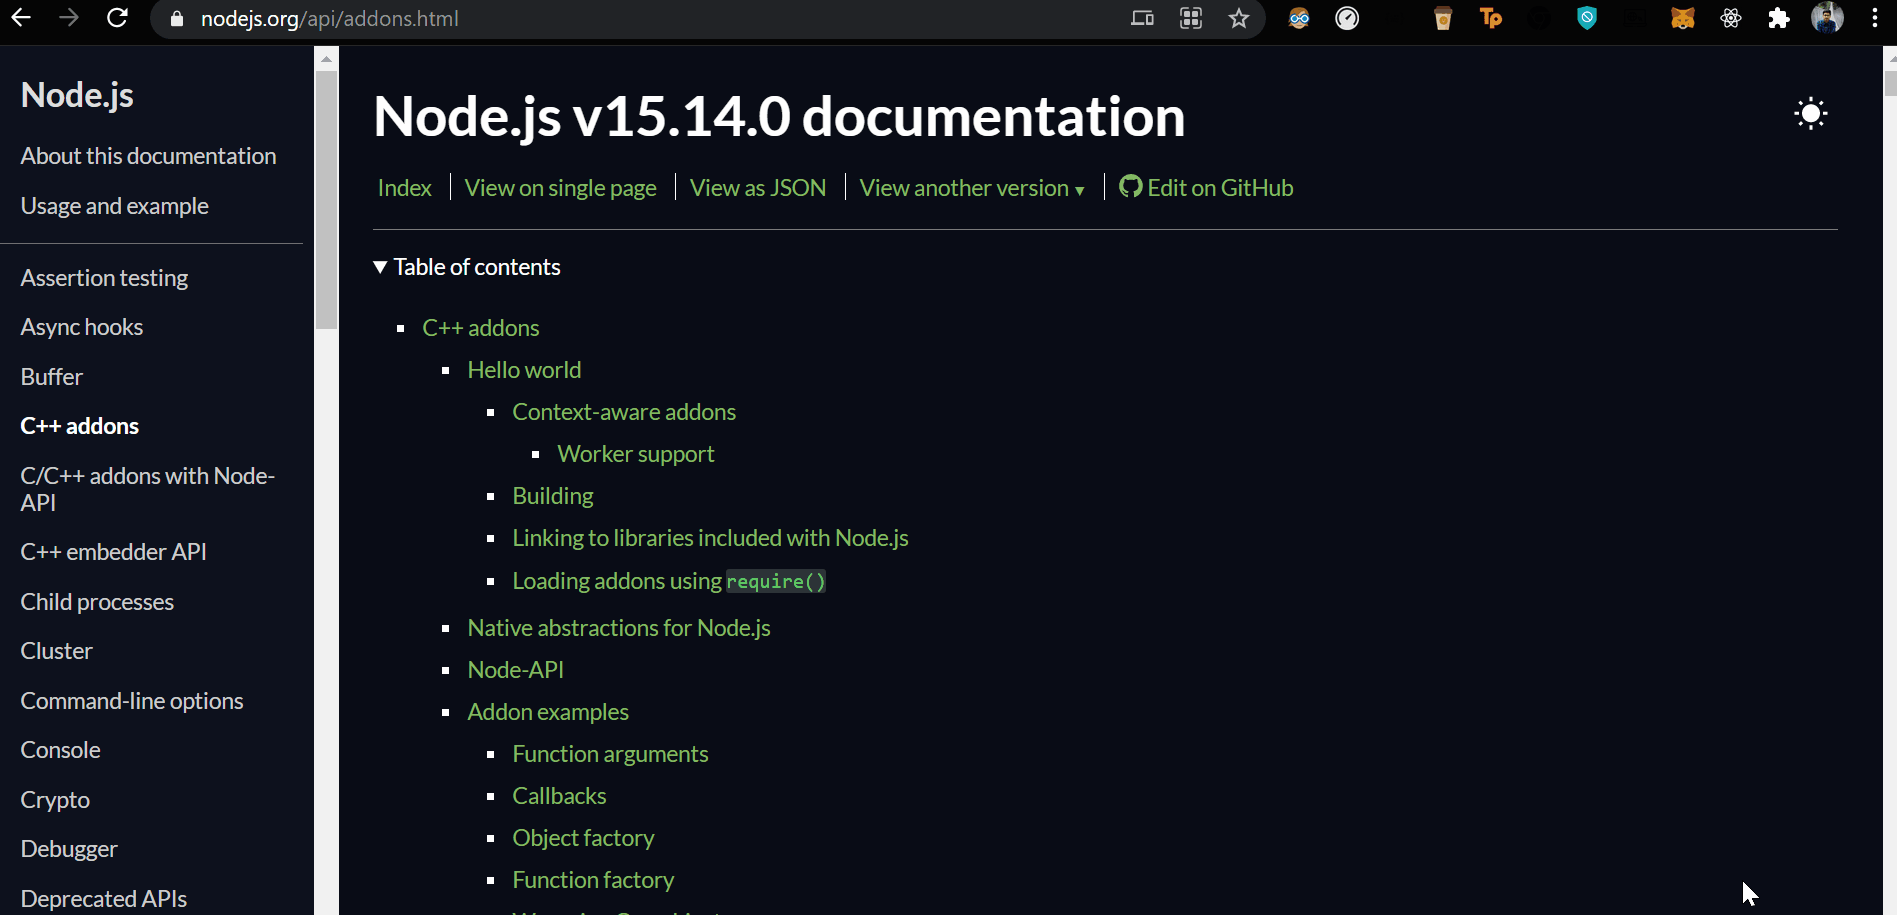 nodejs.org/api/addons.html
Tp
Node.js
About this documentation
Usage and example
Assertion testing
Async hooks
Buffer
C++ addons
C/C++ addons with Node-
API
C++ embedder API
Child processes
Cluster
Command-line options
Console
Crypto
Debugger
Deprecated APIs
Node.js v15.14.0 documentation
Index
View on single page
View as JSON
View another version ▼
Edit on GitHub
▼ Table of contents
C++ addons
Hello world
Context-aware addons
Worker support
Building
Linking to libraries included with Node.js
Loading addons using require()
Native abstractions for Node.js
Node-API
Addon examples
Function arguments
Callbacks
Object factory
Function factory